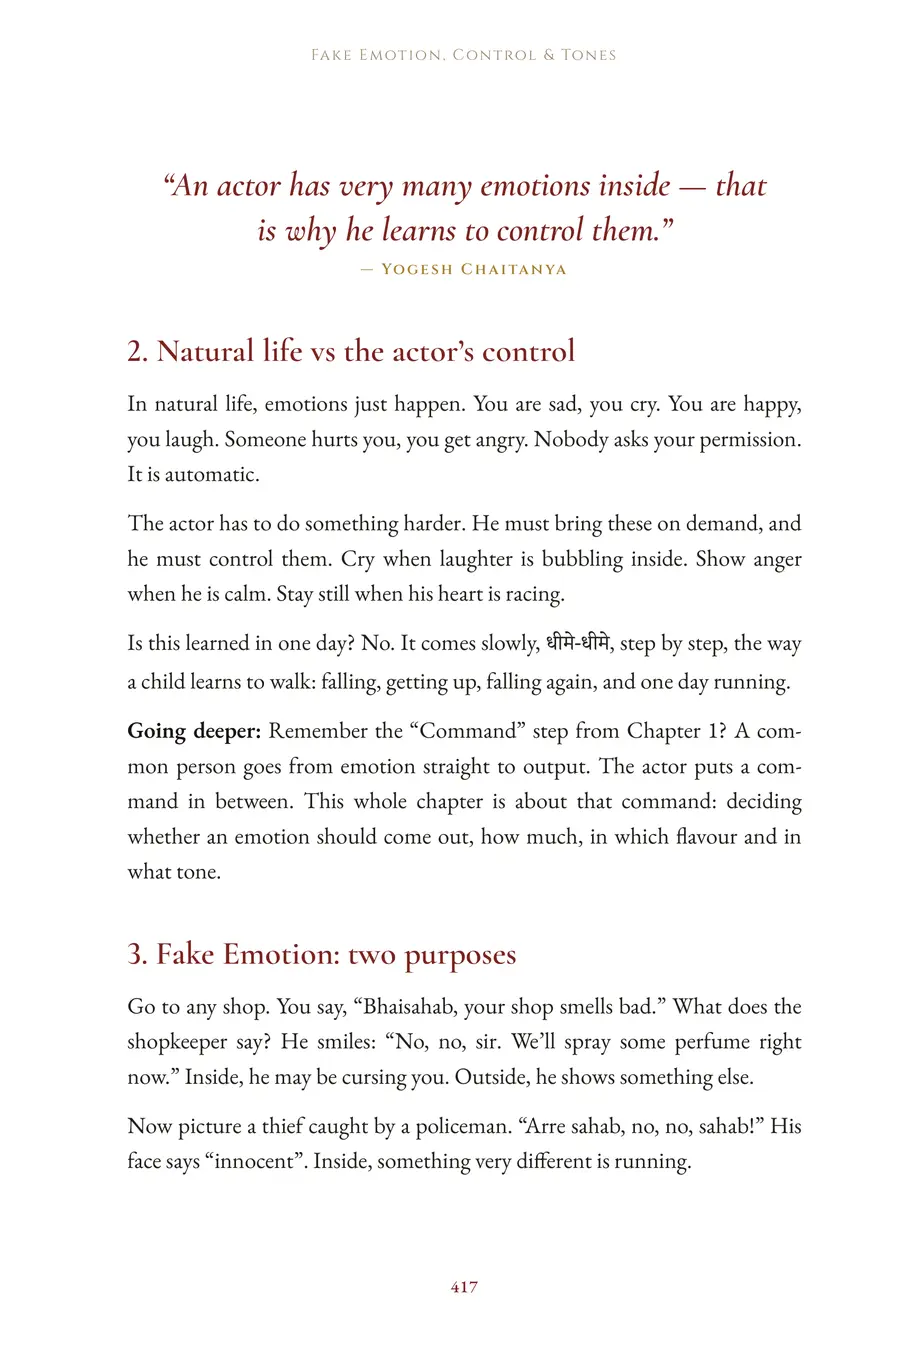 Fake Emotion, Control & Tones
“An actor has very many emotions inside — that
is why he learns to control them.”
— Yogesh Chaitanya
2. Natural life vs the actor’s control
In natural life, emotions just happen. You are sad, you cry. You are happy,
you laugh. Someone hurts you, you get angry. Nobody asks your permission.
It is automatic.
The actor has to do something harder. He must bring these on demand, and
he must control them. Cry when laughter is bubbling inside. Show anger
when he is calm. Stay still when his heart is racing.
Is this learned in one day? No. It comes slowly, धीमे-धीमे, step by step, the way
a child learns to walk: falling, getting up, falling again, and one day running.
Going deeper: Remember the “Command” step from Chapter 1? A com-
mon person goes from emotion straight to output. The actor puts a com-
mand in between. This whole chapter is about that command: deciding
whether an emotion should come out, how much, in which flavour and in
what tone.
3. Fake Emotion: two purposes
Go to any shop. You say, “Bhaisahab, your shop smells bad.” What does the
shopkeeper say? He smiles: “No, no, sir. We’ll spray some perfume right
now.” Inside, he may be cursing you. Outside, he shows something else.
Now picture a thief caught by a policeman. “Arre sahab, no, no, sahab!” His
face says “innocent”. Inside, something very different is running.
417